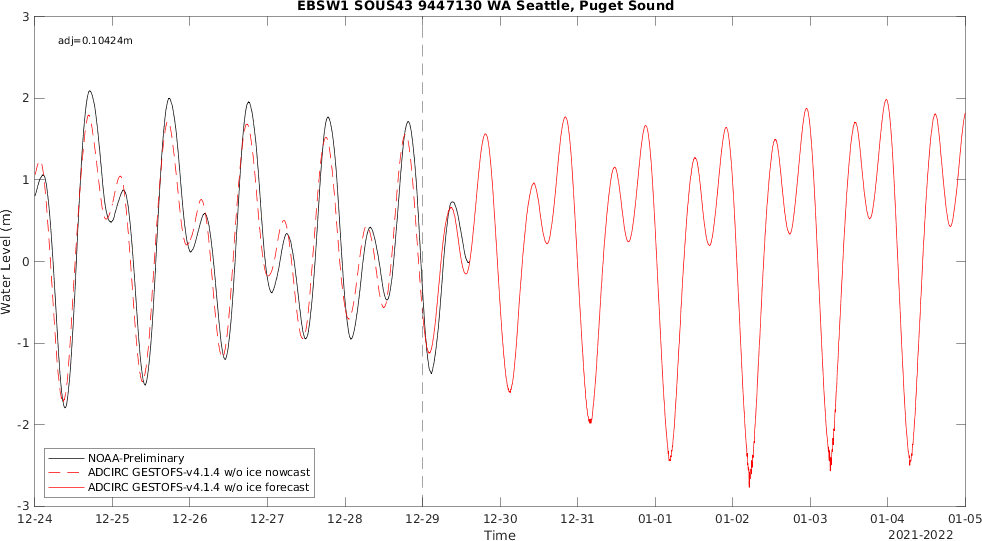 EBSW1 SOUS43 9447130 WA Seattle, Puget Sound
3
adj=0.10424m
2
1
0
-1
-2
-3
Water Level (m)
NOAA-Preliminary
ADCIRC GESTOFS-v4.1.4 w/o ice nowcast
ADCIRC GESTOFS-v4.1.4 w/o ice forecast
12-24 12-25 12-26 12-27 12-28 12-29 12-30 12-31 01-01 01-02 01-03 01-04 01-05
Time
2021-2022